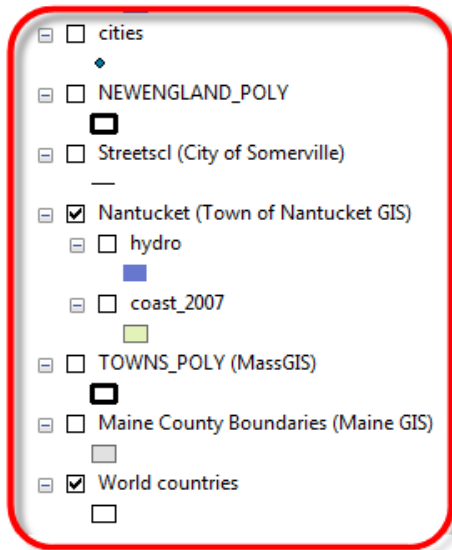 cities
NEWENGLAND_POLY
Streetscl (City of Somerville)
Nantucket (Town of Nantucket GIS)
hydro
coast_2007
TOWNS_POLY (MassGIS)
Maine County Boundaries (Maine GIS)
World countries